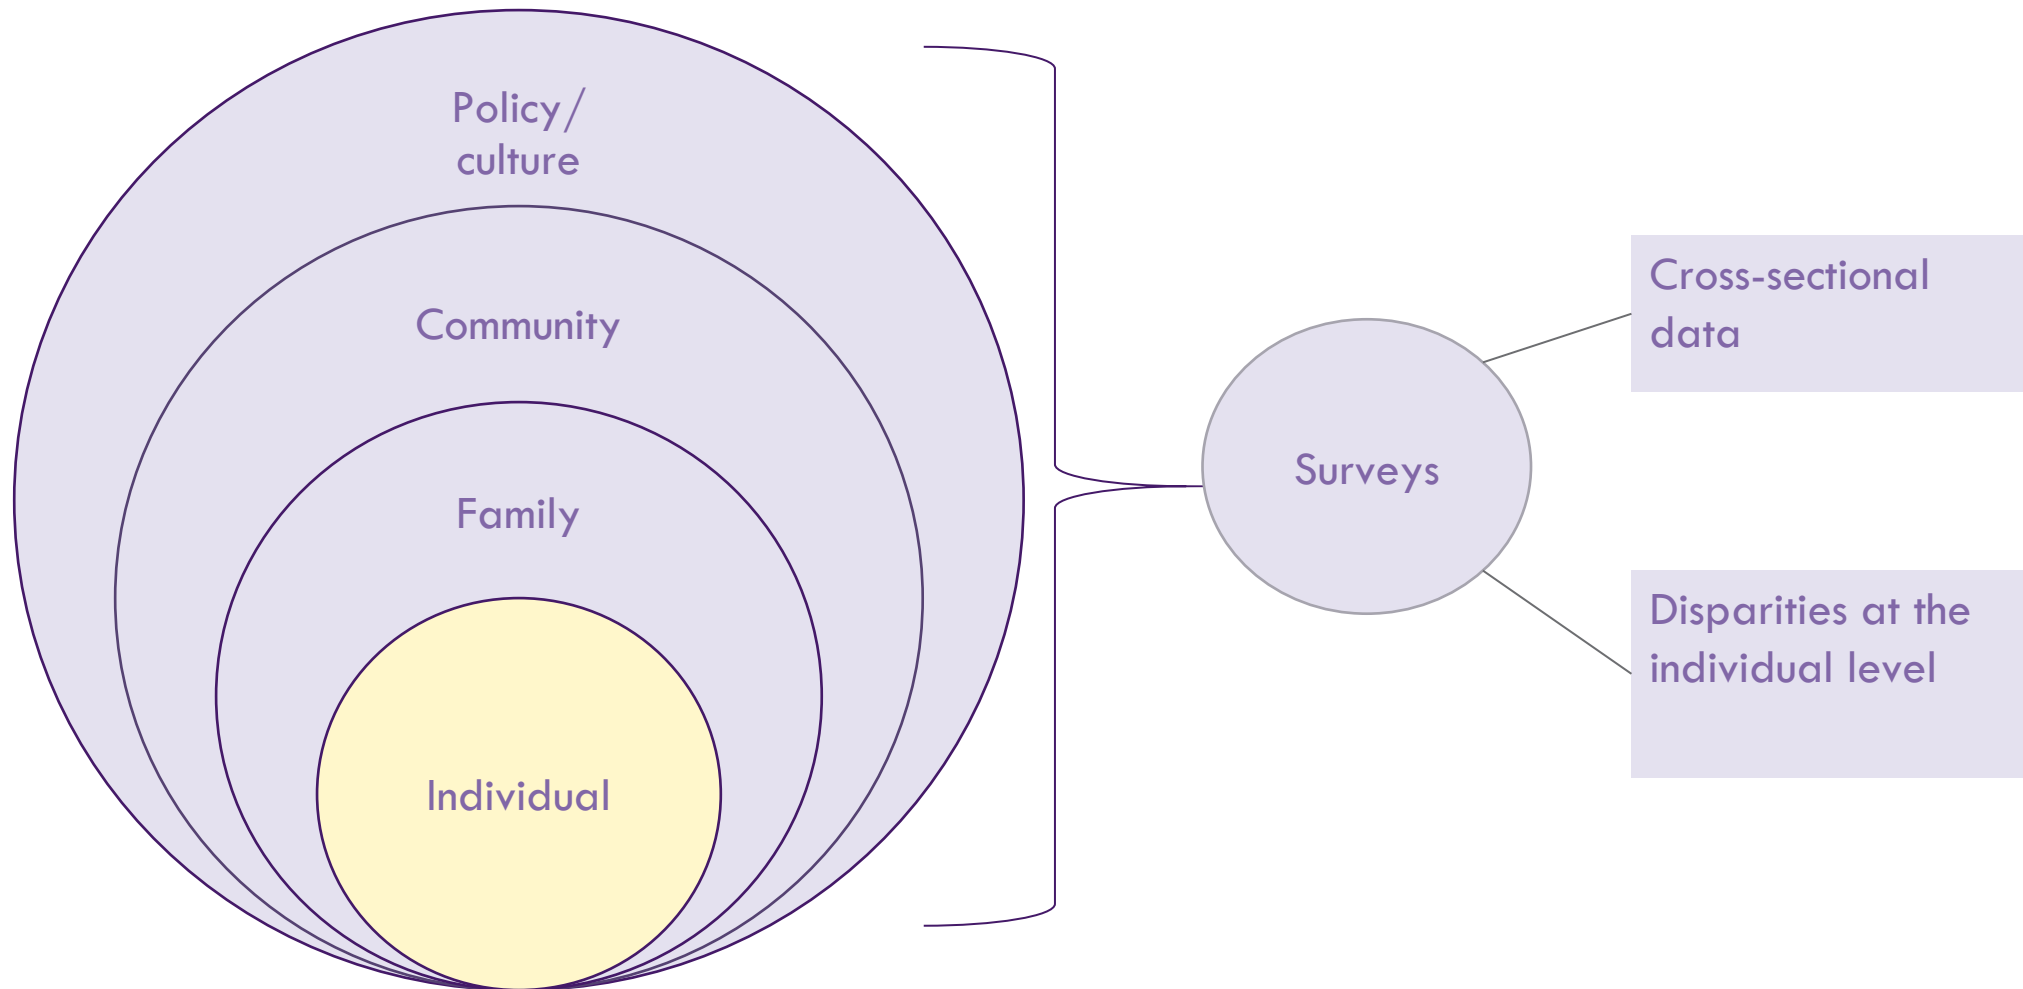 Policy/
culture
Community
Family
Individual
Surveys
Cross-sectional
data
Disparities at the
individual level